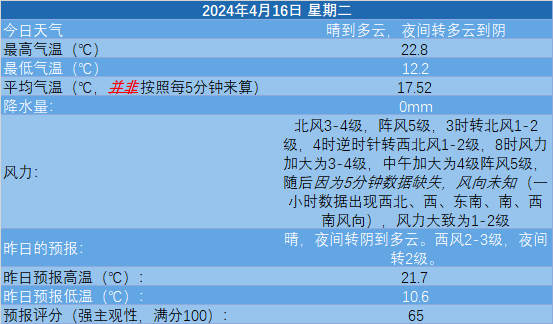 2024年4月16日 星期二
今日天气 晴到多云，夜间转多云到阴
最高气温（℃） 22.8
最低气温（℃） 12.2
平均气温（℃，并非按照每5分钟来算） 17.52
降水量： 0mm
风力：
北风3-4级，阵风5级，3时转北风1-2
级，4时逆时针转西北风1-2级，8时风力
加大为3-4级，中午加大为4级阵风5级，
随后因为5分钟数据缺失，风向未知（一
小时数据出现西北、西、东南、南、西
南风向），风力大致为1-2级
昨日的预报：
晴，夜间转阴到多云。西风2-3级，夜间
转2级。
昨日预报高温（℃）： 21.7
昨日预报低温（℃）： 10.6
预报评分（强主观性，满分100）： 65